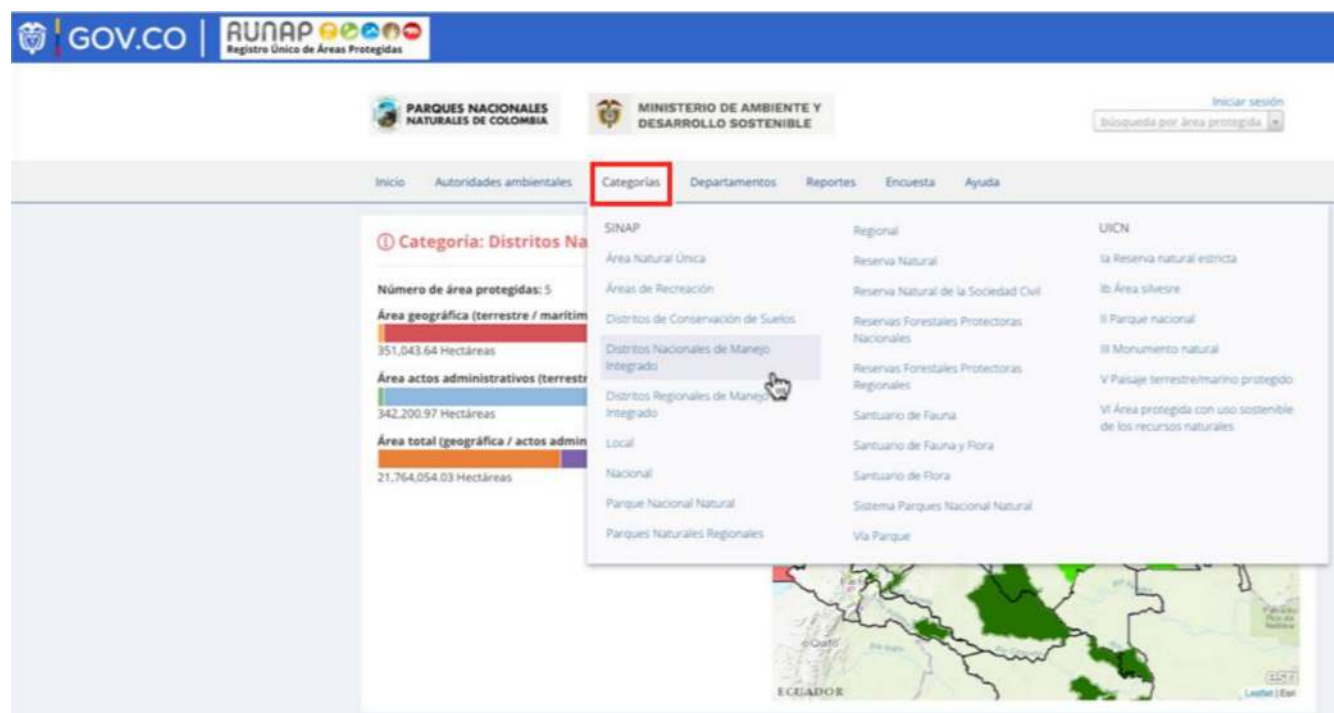 GOV.CO
RUNAP
Registro Único de Áreas Protegidas
PARQUES NACIONALES
NATURALES DE COLOMBIA
MINISTERIO DE AMBIENTE Y
DESARROLLO SOSTENIBLE
Iniciar sesión
búsqueda por área protegida
Inicio Autoridades ambientales Categorías Departamentos Reportes Encuesta Ayuda
Categoría: Distritos Na
Número de área protegidas: 5
Área geográfica (terrestre / marítim
351,043.64 Hectáreas
Área actos administrativos (terrestr
342,200.97 Hectáreas
Área total (geográfica / actos admin
21,764,054.03 Hectáreas
SINAP
Área Natural Única
Áreas de Recreación
Distritos de Conservación de Suelos
Distritos Nacionales de Manejo
Integrado
Distritos Regionales de Manejo
Integrado
Local
Nacional
Parque Nacional Natural
Parques Naturales Regionales
Regional
Reserva Natural
Reserva Natural de la Sociedad Civil
Reservas Forestales Protectoras
Nacionales
Reservas Forestales Protectoras
Regionales
Santuario de Fauna
Santuario de Fauna y Flora
Santuario de Flora
Sistema Parques Nacional Natural
Vía Parque
UICN
Ia Reserva natural estricta
Ib Área silvesre
II Parque nacional
III Monumento natural
V Paisaje terrestre/marino protegido
VI Área protegida con uso sostenible
de los recursos naturales
Quito
ECUADOR
esri
Leaflet | Esri